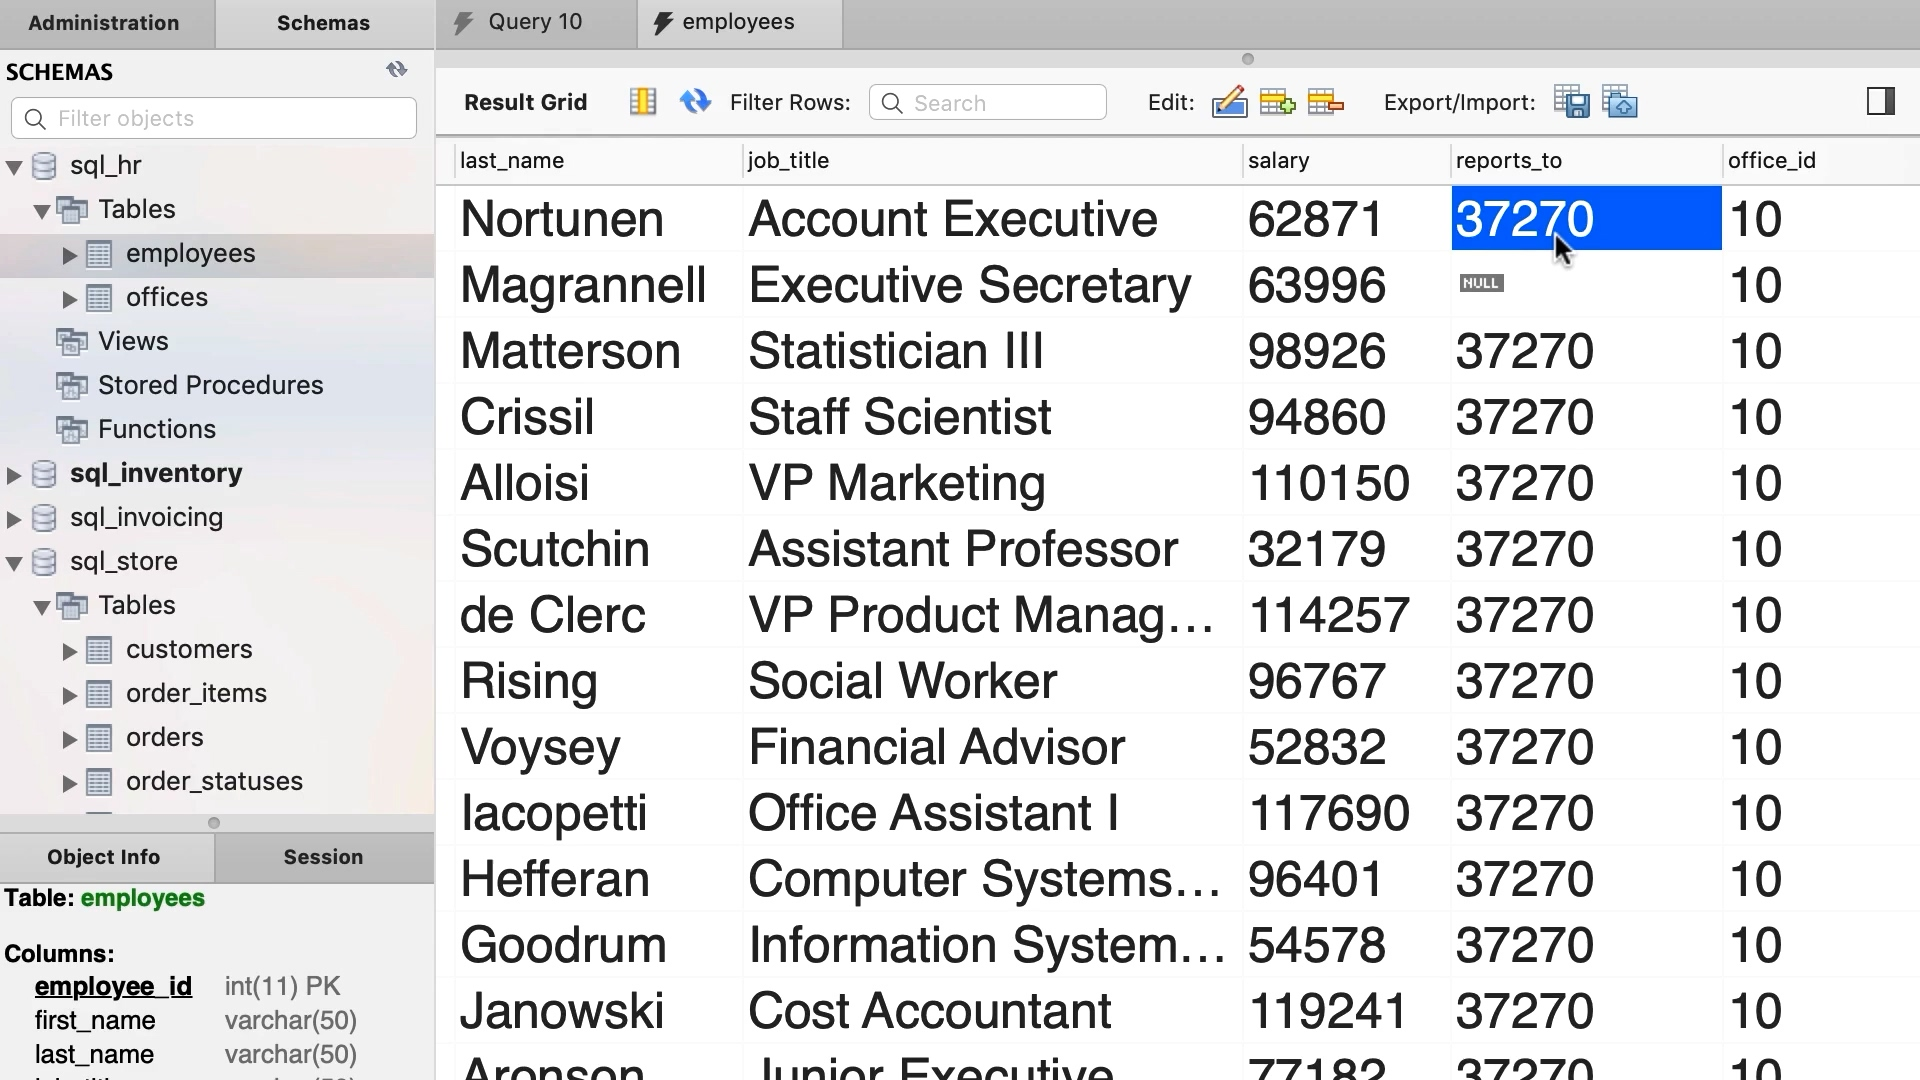 Administration Schemas
SCHEMAS
Filter objects
sql_hr
Tables
employees
offices
Views
Stored Procedures
Functions
sql_inventory
sql_invoicing
sql_store
Tables
customers
order_items
orders
order_statuses
Object Info Session
Table: employees
Columns:
employee_id int(11) PK
first_name varchar(50)
last_name varchar(50)
Query 10 employees
Result Grid Filter Rows: Search Edit: Export/Import:
last_name job_title salary reports_to office_id
Nortunen Account Executive 62871 37270 10
Magrannell Executive Secretary 63996 NULL 10
Matterson Statistician III 98926 37270 10
Crissil Staff Scientist 94860 37270 10
Alloisi VP Marketing 110150 37270 10
Scutchin Assistant Professor 32179 37270 10
de Clerc VP Product Manag... 114257 37270 10
Rising Social Worker 96767 37270 10
Voysey Financial Advisor 52832 37270 10
Iacopetti Office Assistant I 117690 37270 10
Hefferan Computer Systems... 96401 37270 10
Goodrum Information System... 54578 37270 10
Janowski Cost Accountant 119241 37270 10
Aronson Junior Executive 77182 37270 10